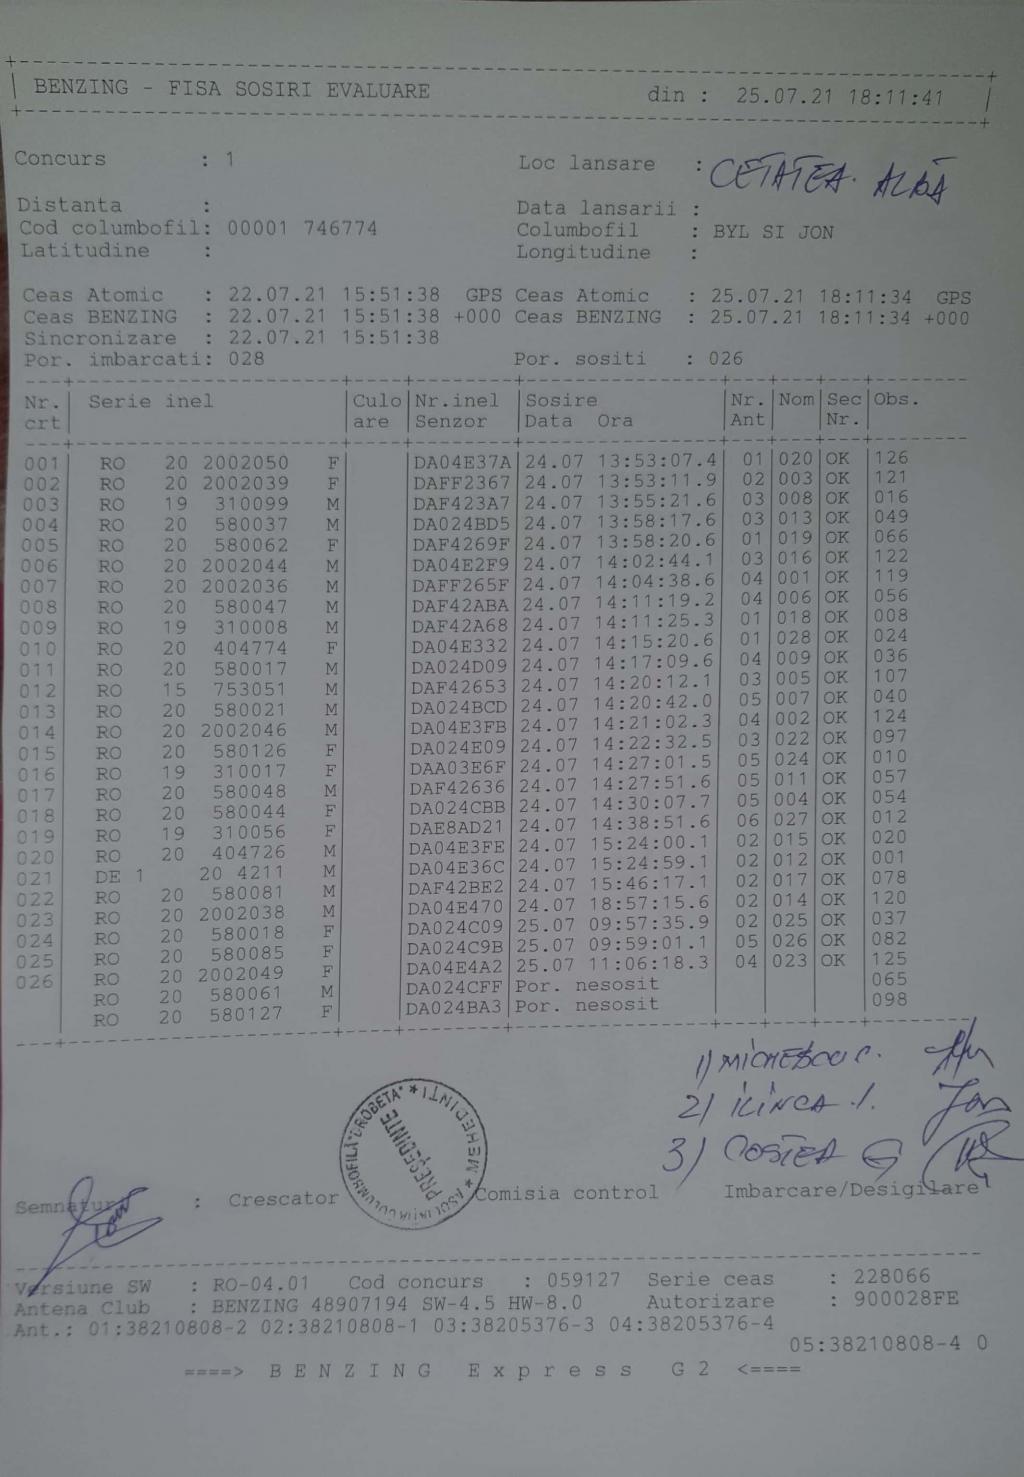 BENZING - FISA SOSIRI EVALUARE din : 25.07.21 18:11:41
Concurs : 1 Loc lansare : CETATEA ALBĂ
Distanta : Data lansarii :
Cod columbofil: 00001 746774 Columbofil : BYL SI JON
Latitudine : Longitudine :
Ceas Atomic : 22.07.21 15:51:38 GPS Ceas Atomic : 25.07.21 18:11:34 GPS
Ceas BENZING : 22.07.21 15:51:38 +000 Ceas BENZING : 25.07.21 18:11:34 +000
Sincronizare : 22.07.21 15:51:38
Por. imbarcati: 028 Por. sositi : 026
Nr. Serie inel Culo Nr.inel Sosire Nr. Nom Sec Obs.
crt are Senzor Data Ora Ant Nr.
001 RO 20 2002050 F DA04E37A 24.07 13:53:07.4 01 020 OK 126
002 RO 20 2002039 F DAFF2367 24.07 13:53:11.9 02 003 OK 121
003 RO 19 310099 M DAF423A7 24.07 13:55:21.6 03 008 OK 016
004 RO 20 580037 M DA024BD5 24.07 13:58:17.6 03 013 OK 049
005 RO 20 580062 F DAF4269F 24.07 13:58:20.6 01 019 OK 066
006 RO 20 2002044 M DA04E2F9 24.07 14:02:44.1 03 016 OK 122
007 RO 20 2002036 M DAFF265F 24.07 14:04:38.6 04 001 OK 119
008 RO 20 580047 M DAF42ABA 24.07 14:11:19.2 04 006 OK 056
009 RO 19 310008 M DAF42A68 24.07 14:11:25.3 01 018 OK 008
010 RO 20 404774 F DA04E332 24.07 14:15:20.6 01 028 OK 024
011 RO 20 580017 M DA024D09 24.07 14:17:09.6 04 009 OK 036
012 RO 15 753051 M DAF42653 24.07 14:20:12.1 03 005 OK 107
013 RO 20 580021 M DA024BCD 24.07 14:20:42.0 05 007 OK 040
014 RO 20 2002046 M DA04E3FB 24.07 14:21:02.3 04 002 OK 124
015 RO 20 580126 F DA024E09 24.07 14:22:32.5 03 022 OK 097
016 RO 19 310017 F DAA03E6F 24.07 14:27:01.5 05 024 OK 010
017 RO 20 580048 M DAF42636 24.07 14:27:51.6 05 011 OK 057
018 RO 20 580044 F DA024CBB 24.07 14:30:07.7 05 004 OK 054
019 RO 19 310056 F DAE8AD21 24.07 14:38:51.6 06 027 OK 012
020 RO 20 404726 M DA04E3FE 24.07 15:24:00.1 02 015 OK 020
021 DE 1 20 4211 M DA04E36C 24.07 15:24:59.1 02 012 OK 001
022 RO 20 580081 M DAF42BE2 24.07 15:46:17.1 02 017 OK 078
023 RO 20 2002038 M DA04E470 24.07 18:57:15.6 02 014 OK 120
024 RO 20 580018 F DA024C09 25.07 09:57:35.9 02 025 OK 037
025 RO 20 580085 F DA024C9B 25.07 09:59:01.1 05 026 OK 082
026 RO 20 2002049 F DA04E4A2 25.07 11:06:18.3 04 023 OK 125
RO 20 580061 M DA024CFF Por. nesosit 065
RO 20 580127 F DA024BA3 Por. nesosit 098
1)
2) ILINCA I.
3) COSTEA G
ASOCIATIA COLUMBOFILĂ "DROBETA" * MEHEDINTI *
PREŞEDINTE
Semnatura : Crescator Comisia control Imbarcare/Desigilare
Versiune SW : RO-04.01 Cod concurs : 059127 Serie ceas : 228066
Antena Club : BENZING 48907194 SW-4.5 HW-8.0 Autorizare : 900028FE
Ant.: 01:38210808-2 02:38210808-1 03:38205376-3 04:38205376-4
05:38210808-4 0
====> B E N Z I N G E x p r e s s G 2 <====